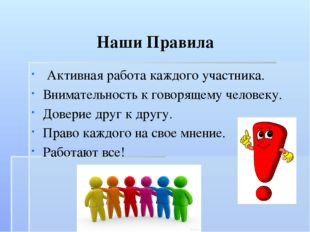 Наши Правила
Активная работа каждого участника.
Внимательность к говорящему человеку.
Доверие друг к другу.
Право каждого на свое мнение.
Работают все!